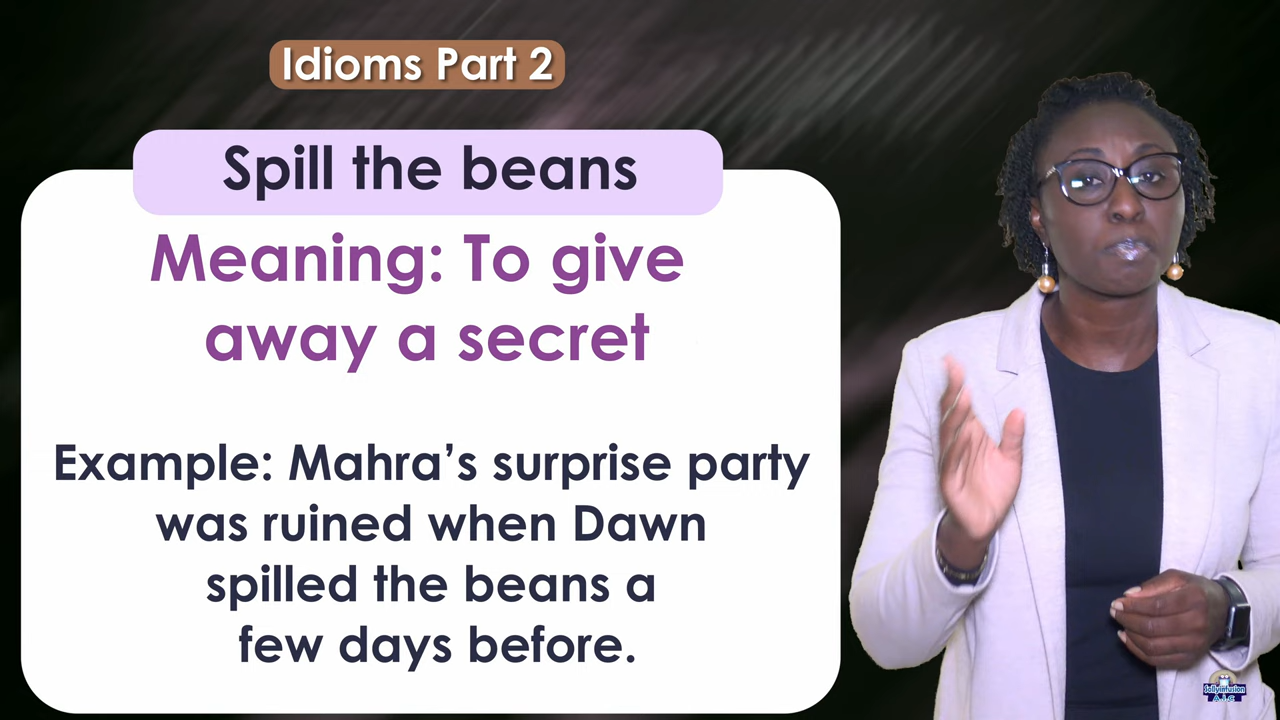 Idioms Part 2
Spill the beans
Meaning: To give
away a secret
Example: Mahra’s surprise party
was ruined when Dawn
spilled the beans a
few days before.